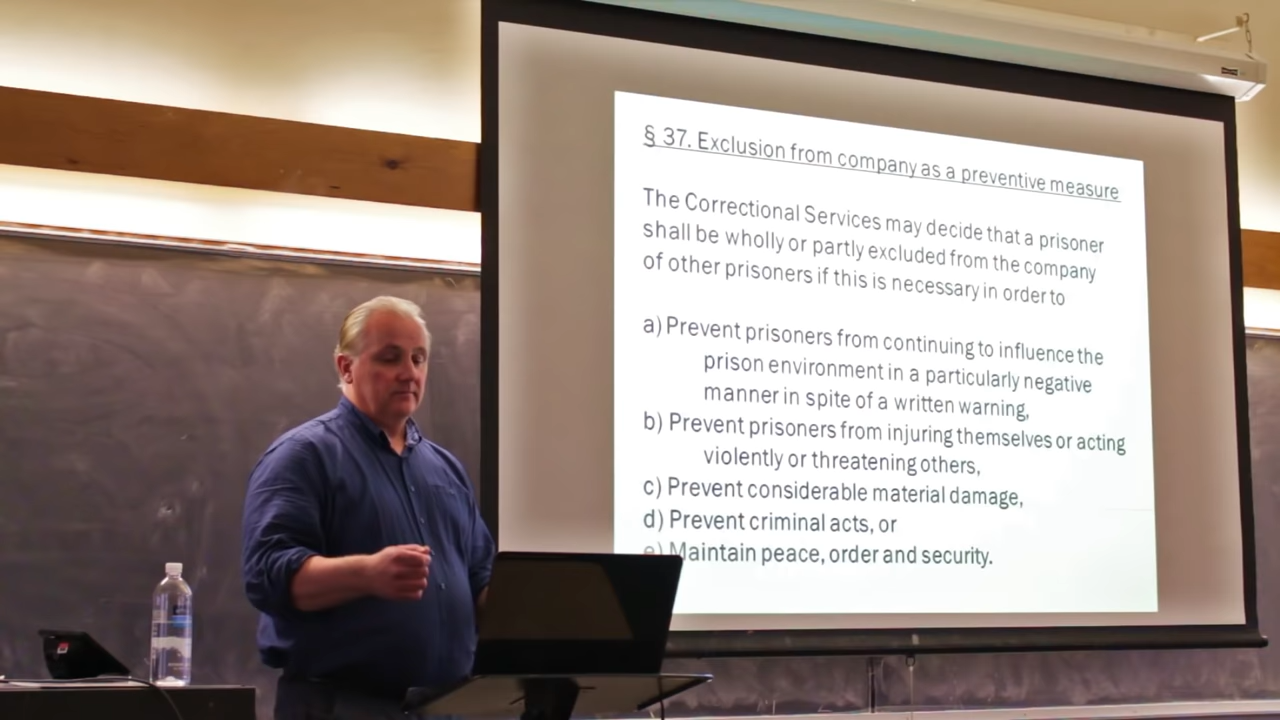 § 37. Exclusion from company as a preventive measure
The Correctional Services may decide that a prisoner
shall be wholly or partly excluded from the company
of other prisoners if this is necessary in order to
a) Prevent prisoners from continuing to influence the
prison environment in a particularly negative
manner in spite of a written warning,
b) Prevent prisoners from injuring themselves or acting
violently or threatening others,
c) Prevent considerable material damage,
d) Prevent criminal acts, or
e) Maintain peace, order and security.